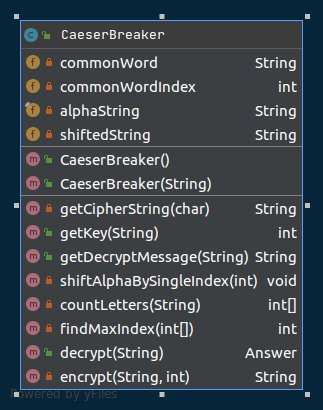 CaeserBreaker
commonWord String
commonWordIndex int
alphaString String
shiftedString String
CaeserBreaker()
CaeserBreaker(String)
getCipherString(char) String
getKey(String) int
getDecryptMessage(String) String
shiftAlphaBySingleIndex(int) void
countLetters(String) int[]
findMaxIndex(int[]) int
decrypt(String) Answer
encrypt(String, int) String
Powered by yFiles